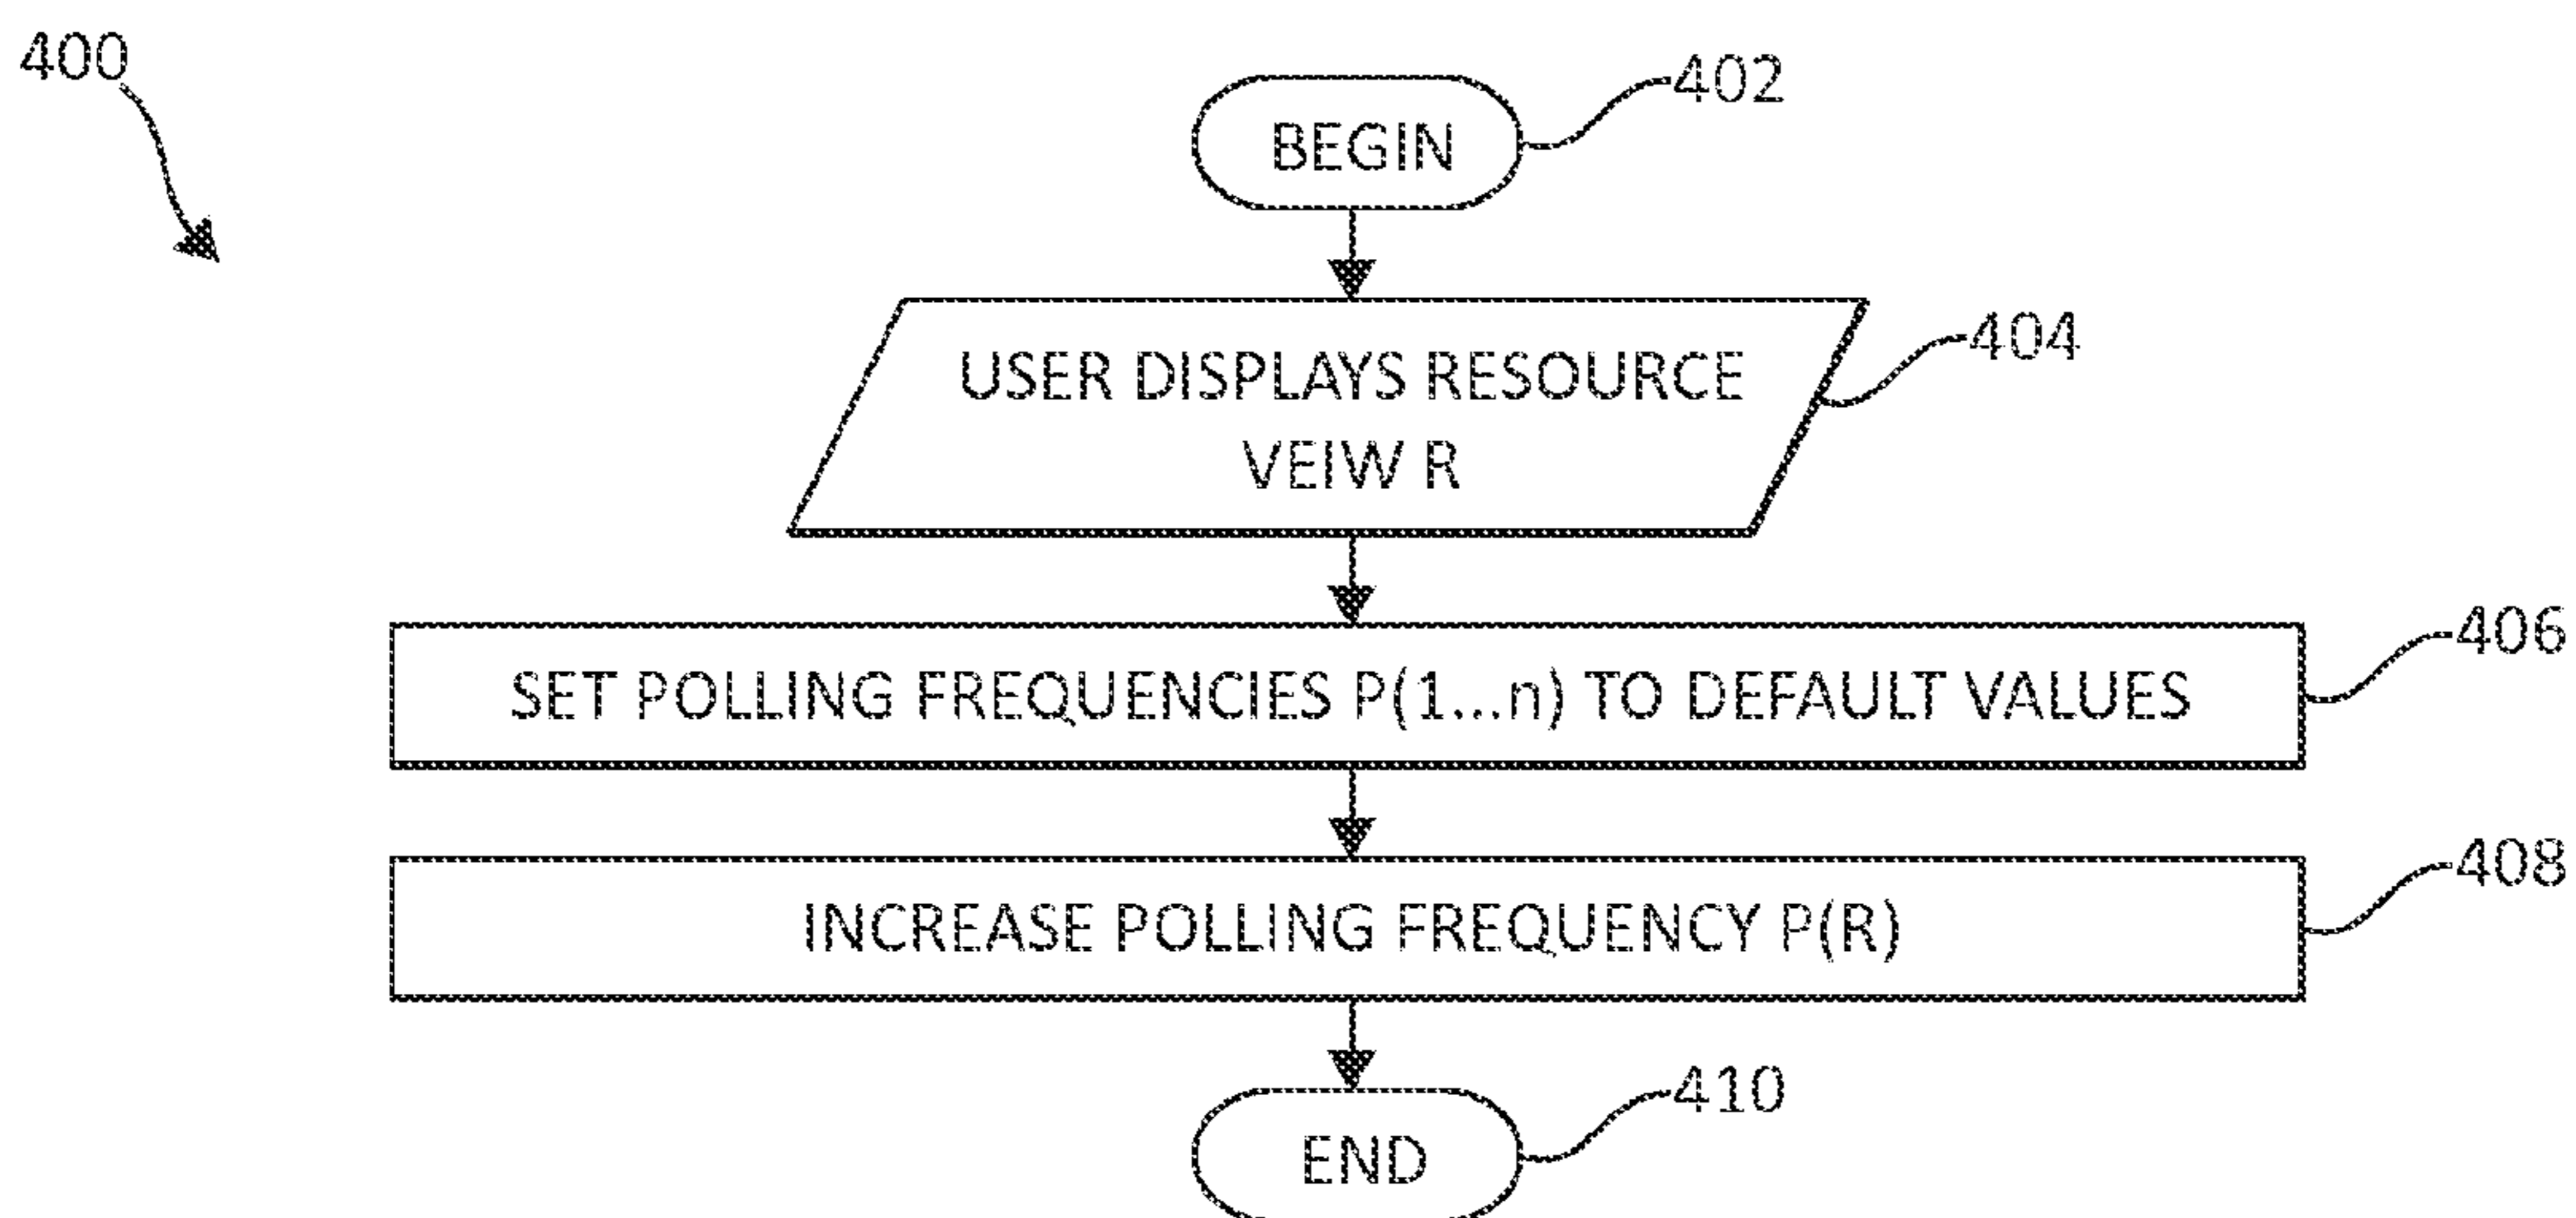 400
402
BEGIN
404
USER DISPLAYS RESOURCE
VEIW R
406
SET POLLING FREQUENCIES P(1...n) TO DEFAULT VALUES
408
INCREASE POLLING FREQUENCY P(R)
410
END